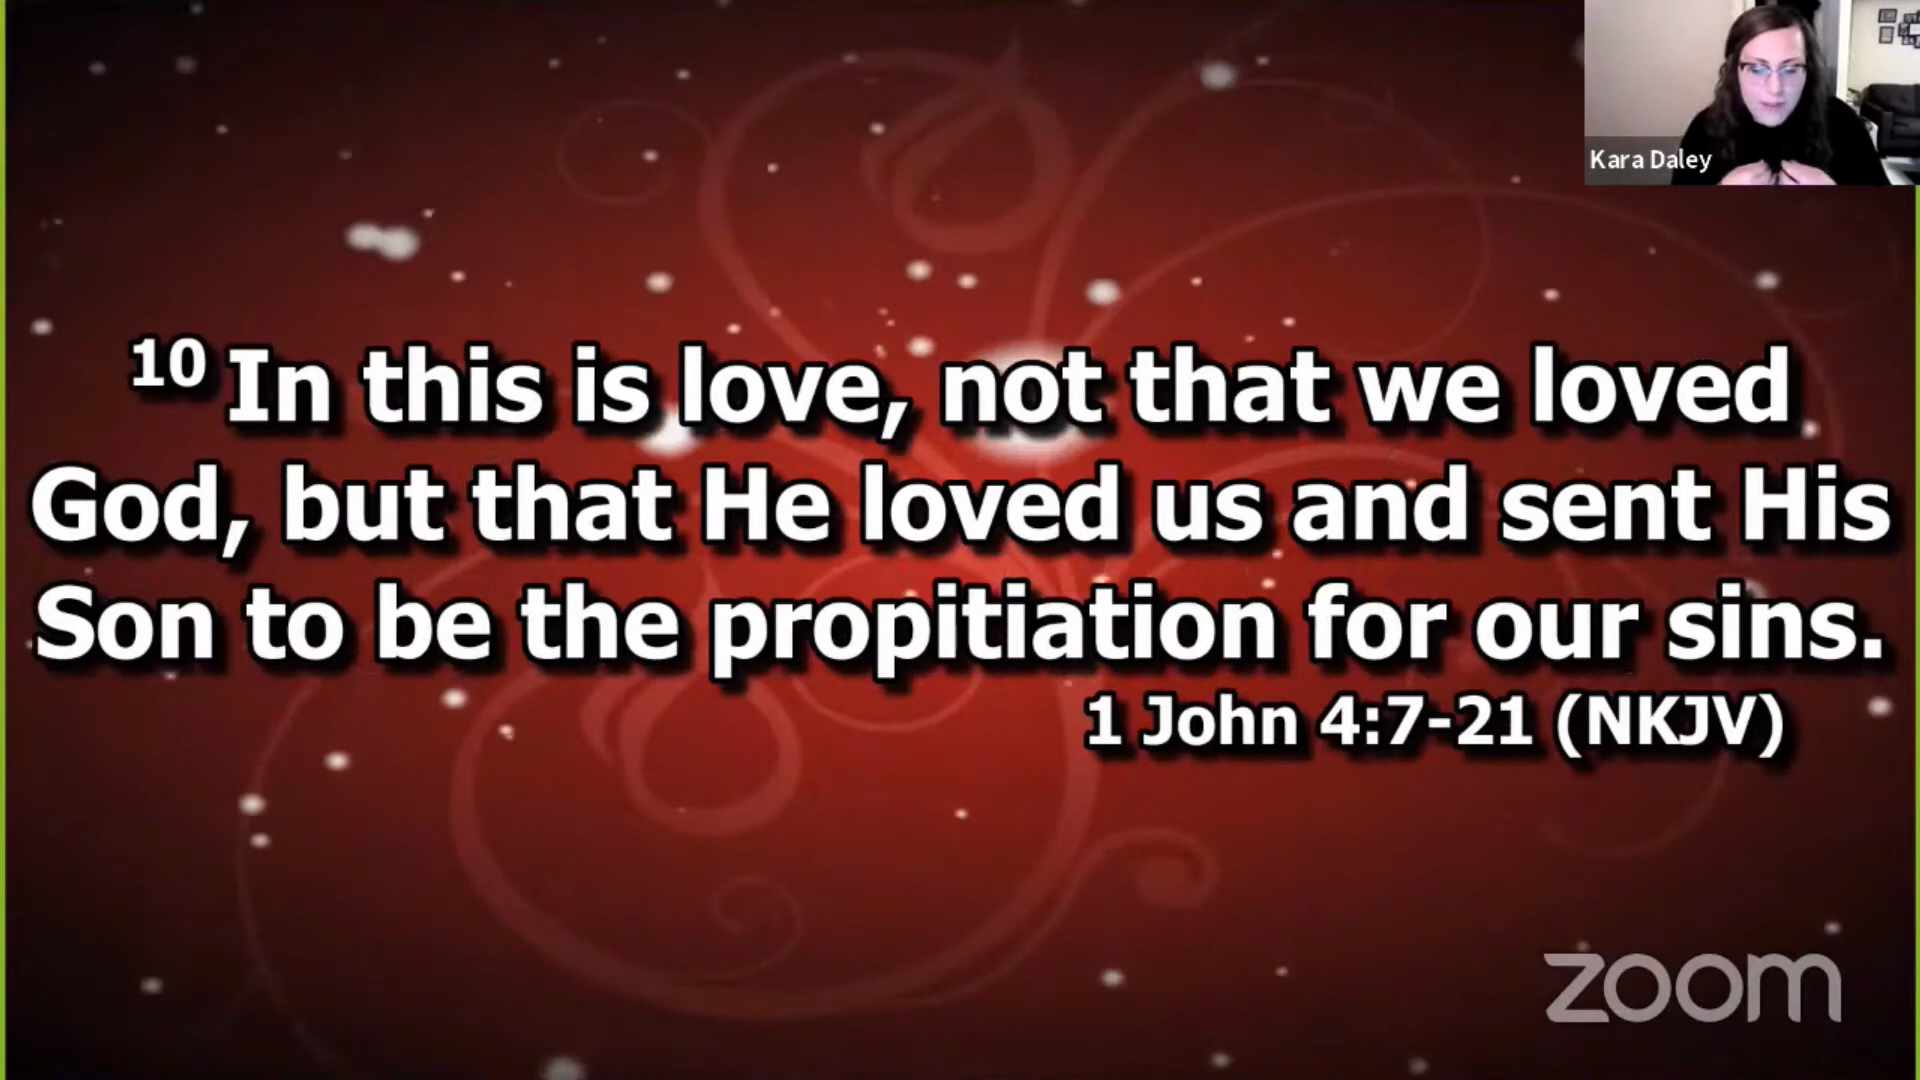 Kara Daley
10 In this is love, not that we loved
God, but that He loved us and sent His
Son to be the propitiation for our sins.
1 John 4:7-21 (NKJV)
zoom